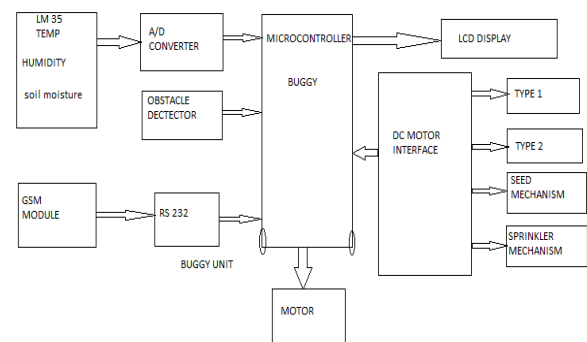 LM 35
TEMP
HUMIDITY
soil moisture
A/D
CONVERTER
MICROCONTROLLER
BUGGY
LCD DISPLAY
OBSTACLE
DECTECTOR
DC MOTOR
INTERFACE
TYPE 1
TYPE 2
SEED
MECHANISM
SPRINKLER
MECHANISM
GSM
MODULE
RS 232
BUGGY UNIT
MOTOR